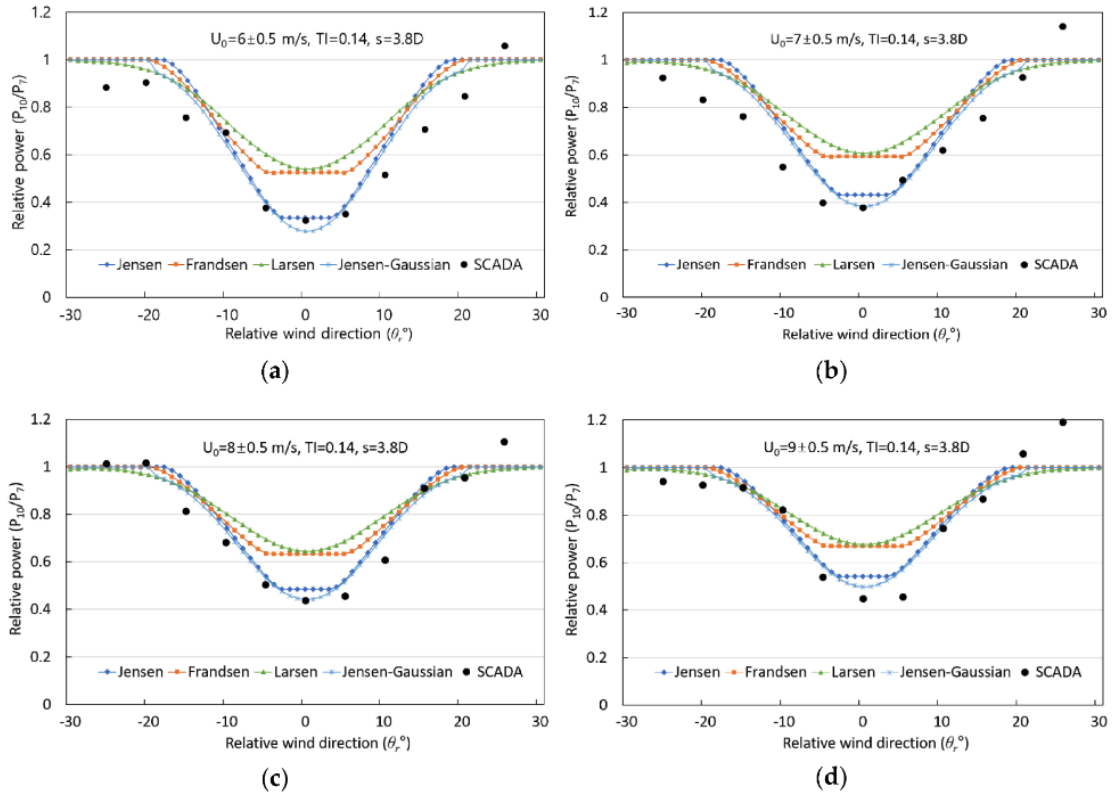 U₀=6±0.5 m/s, TI=0.14, s=3.8D
Relative power (P₁₀/P₇)
1.2
1
0.8
0.6
0.4
0.2
0
Jensen Frandsen Larsen Jensen-Gaussian SCADA
-30 -20 -10 0 10 20 30
Relative wind direction (θᵣ°)
(a)
U₀=7±0.5 m/s, TI=0.14, s=3.8D
Relative power (P₁₀/P₇)
1.2
1
0.8
0.6
0.4
0.2
0
Jensen Frandsen Larsen Jensen-Gaussian SCADA
-30 -20 -10 0 10 20 30
Relative wind direction (θᵣ°)
(b)
U₀=8±0.5 m/s, TI=0.14, s=3.8D
Relative power (P₁₀/P₇)
1.2
1
0.8
0.6
0.4
0.2
0
Jensen Frandsen Larsen Jensen-Gaussian SCADA
-30 -20 -10 0 10 20 30
Relative wind direction (θᵣ°)
(c)
U₀=9±0.5 m/s, TI=0.14, s=3.8D
Relative power (P₁₀/P₇)
1.2
1
0.8
0.6
0.4
0.2
0
Jensen Frandsen Larsen Jensen-Gaussian SCADA
-30 -20 -10 0 10 20 30
Relative wind direction (θᵣ°)
(d)